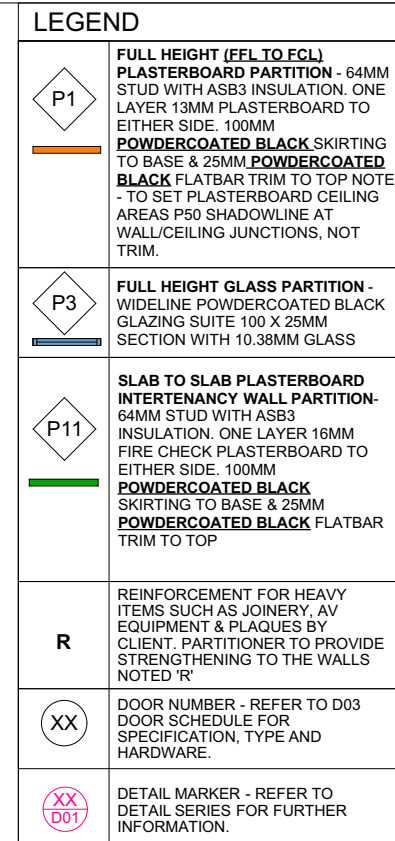 LEGEND
P1
FULL HEIGHT (FFL TO FCL)
PLASTERBOARD PARTITION - 64MM
STUD WITH ASB3 INSULATION. ONE
LAYER 13MM PLASTERBOARD TO
EITHER SIDE. 100MM
POWDERCOATED BLACK SKIRTING
TO BASE & 25MM POWDERCOATED
BLACK FLATBAR TRIM TO TOP NOTE
- TO SET PLASTERBOARD CEILING
AREAS P50 SHADOWLINE AT
WALL/CEILING JUNCTIONS, NOT
TRIM.
P3
FULL HEIGHT GLASS PARTITION -
WIDELINE POWDERCOATED BLACK
GLAZING SUITE 100 X 25MM
SECTION WITH 10.38MM GLASS
P11
SLAB TO SLAB PLASTERBOARD
INTERTENANCY WALL PARTITION-
64MM STUD WITH ASB3
INSULATION. ONE LAYER 16MM
FIRE CHECK PLASTERBOARD TO
EITHER SIDE. 100MM
POWDERCOATED BLACK
SKIRTING TO BASE & 25MM
POWDERCOATED BLACK FLATBAR
TRIM TO TOP
R
REINFORCEMENT FOR HEAVY
ITEMS SUCH AS JOINERY, AV
EQUIPMENT & PLAQUES BY
CLIENT. PARTITIONER TO PROVIDE
STRENGTHENING TO THE WALLS
NOTED 'R'
XX
DOOR NUMBER - REFER TO D03
DOOR SCHEDULE FOR
SPECIFICATION, TYPE AND
HARDWARE.
XX
D01
DETAIL MARKER - REFER TO
DETAIL SERIES FOR FURTHER
INFORMATION.